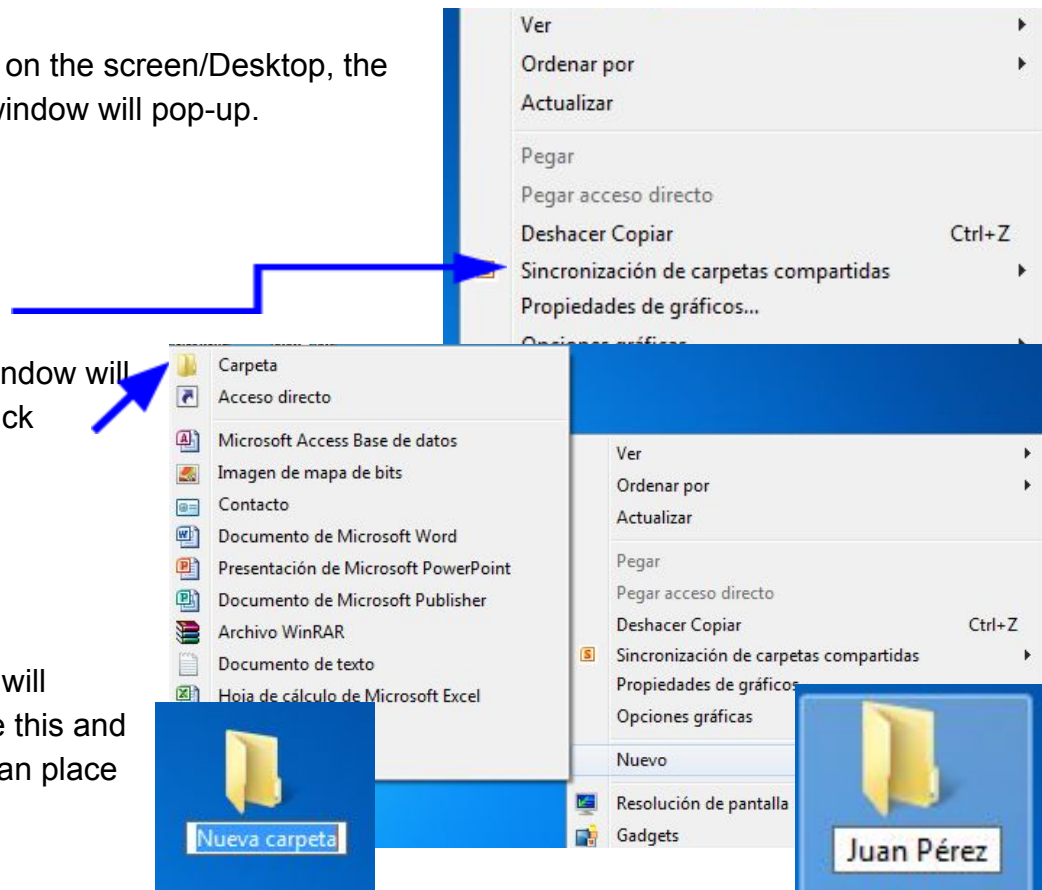 on the screen/Desktop, the
window will pop-up.
Ver
Ordenar por
Actualizar
Pegar
Pegar acceso directo
Deshacer Copiar Ctrl+Z
Sincronización de carpetas compartidas
Propiedades de gráficos...
Opciones gráficas
window will
Carpeta
Acceso directo
Microsoft Access Base de datos
Imagen de mapa de bits
Contacto
Documento de Microsoft Word
Presentación de Microsoft PowerPoint
Documento de Microsoft Publisher
Archivo WinRAR
Documento de texto
Hoja de cálculo de Microsoft Excel
Ver
Ordenar por
Actualizar
Pegar
Pegar acceso directo
Deshacer Copiar Ctrl+Z
Sincronización de carpetas compartidas
Propiedades de gráficos
Opciones gráficas
Nuevo
Resolución de pantalla
Gadgets
will
this and
place
Nueva carpeta
Juan Pérez